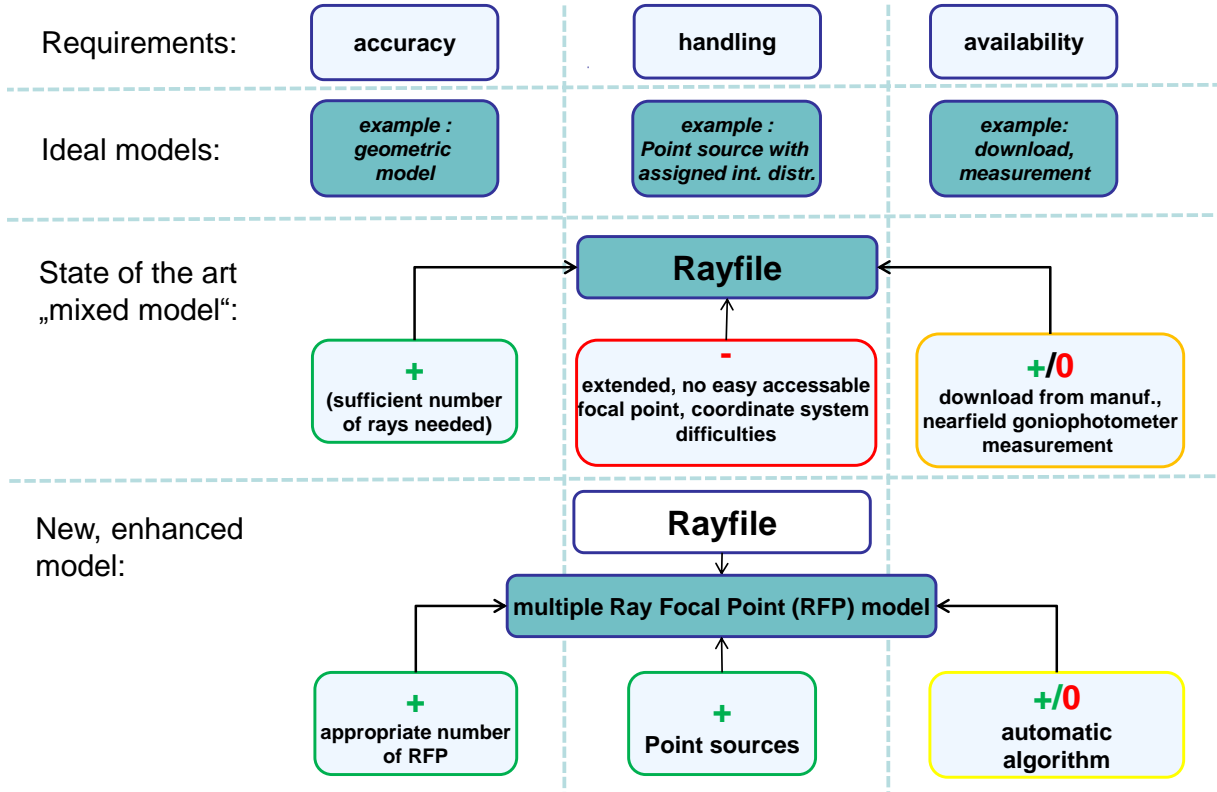 Requirements:
accuracy
handling
availability
Ideal models:
example :
geometric
model
example :
Point source with
assigned int. distr.
example:
download,
measurement
State of the art
„mixed model“:
Rayfile
+
(sufficient number
of rays needed)
-
extended, no easy accessable
focal point, coordinate system
difficulties
+/0
download from manuf.,
nearfield goniophotometer
measurement
New, enhanced
model:
Rayfile
multiple Ray Focal Point (RFP) model
+
appropriate number
of RFP
+
Point sources
+/0
automatic
algorithm